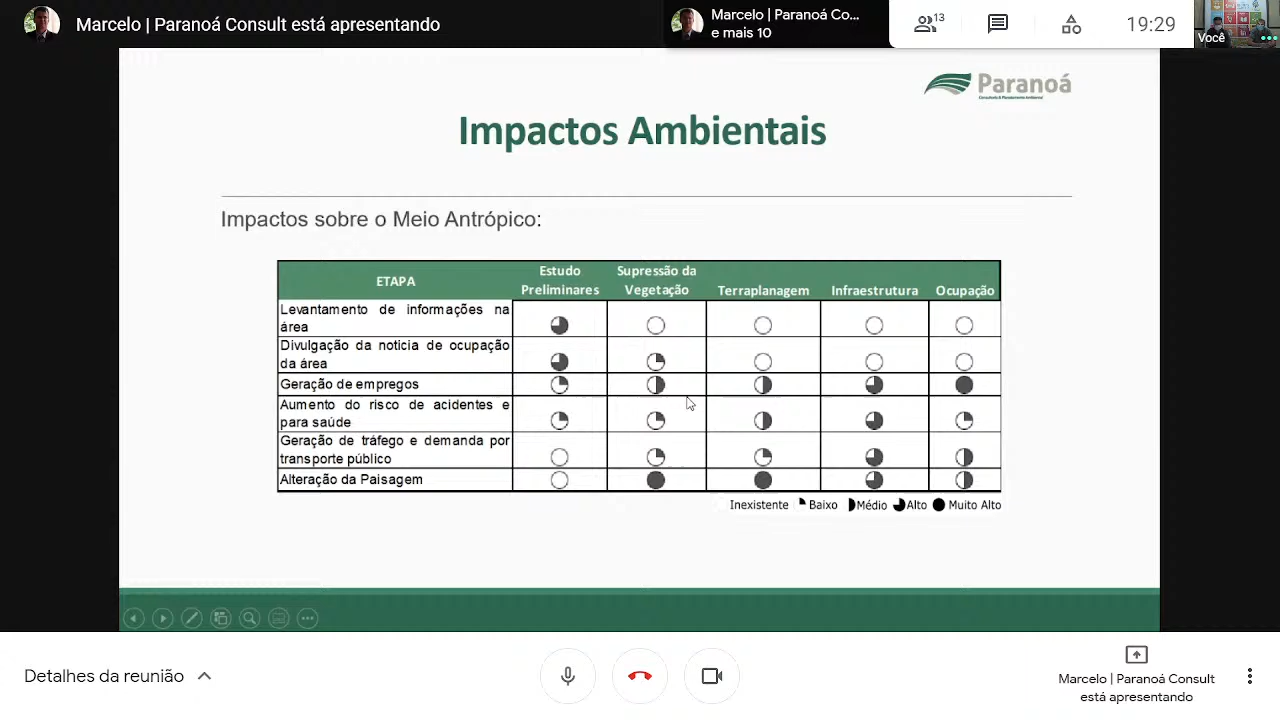 Marcelo | Paranoá Consult está apresentando
Marcelo | Paranoá Co...
e mais 10
13
19:29
Você
Paranoá
Impactos Ambientais
Impactos sobre o Meio Antrópico:
ETAPA
Estudo
Preliminares
Supressão da
Vegetação
Terraplanagem
Infraestrutura
Ocupação
Levantamento de informações na
área
Divulgação da noticia de ocupação
da área
Geração de empregos
Aumento do risco de acidentes e
para saúde
Geração de tráfego e demanda por
transporte público
Alteração da Paisagem
Inexistente Baixo Médio Alto Muito Alto
Detalhes da reunião
Marcelo | Paranoá Consult
está apresentando